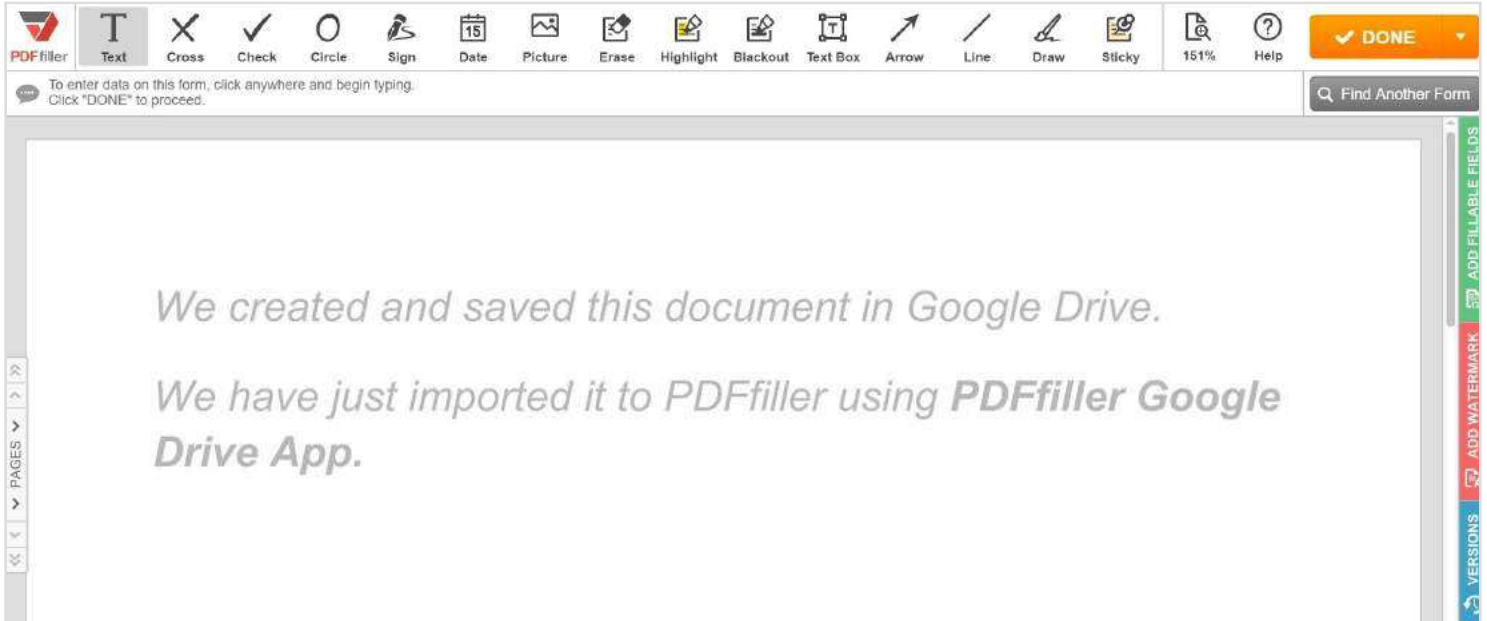 PDFfiller
Text
Cross
Check
Circle
Sign
15
Date
Picture
Erase
Highlight
Blackout
T
Text Box
Arrow
Line
Draw
Sticky
151%
?
Help
DONE
To enter data on this form, click anywhere and begin typing.
Click "DONE" to proceed.
Find Another Form
We created and saved this document in Google Drive.
We have just imported it to PDFfiller using PDFfiller Google
Drive App.
PAGES
ADD FILLABLE FIELDS
ADD WATERMARK
VERSIONS